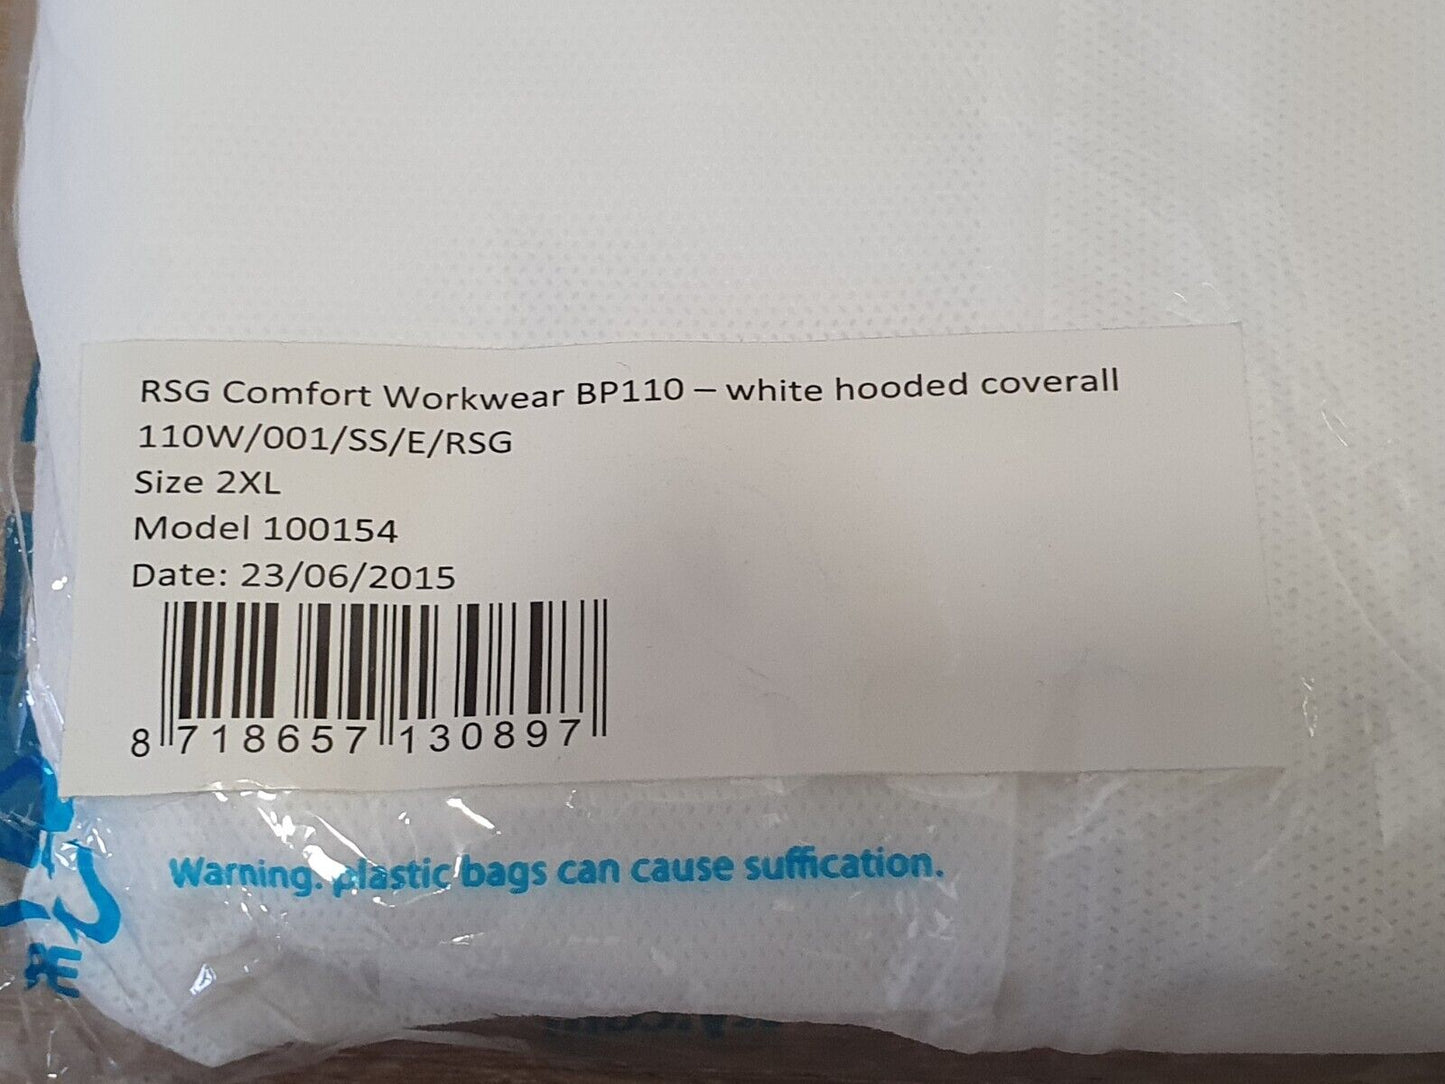 RSG Comfort Workwear BP110 – white hooded coverall
110W/001/SS/E/RSG
Size 2XL
Model 100154
Date: 23/06/2015
8 718657 130897
Warning. plastic bags can cause suffication.